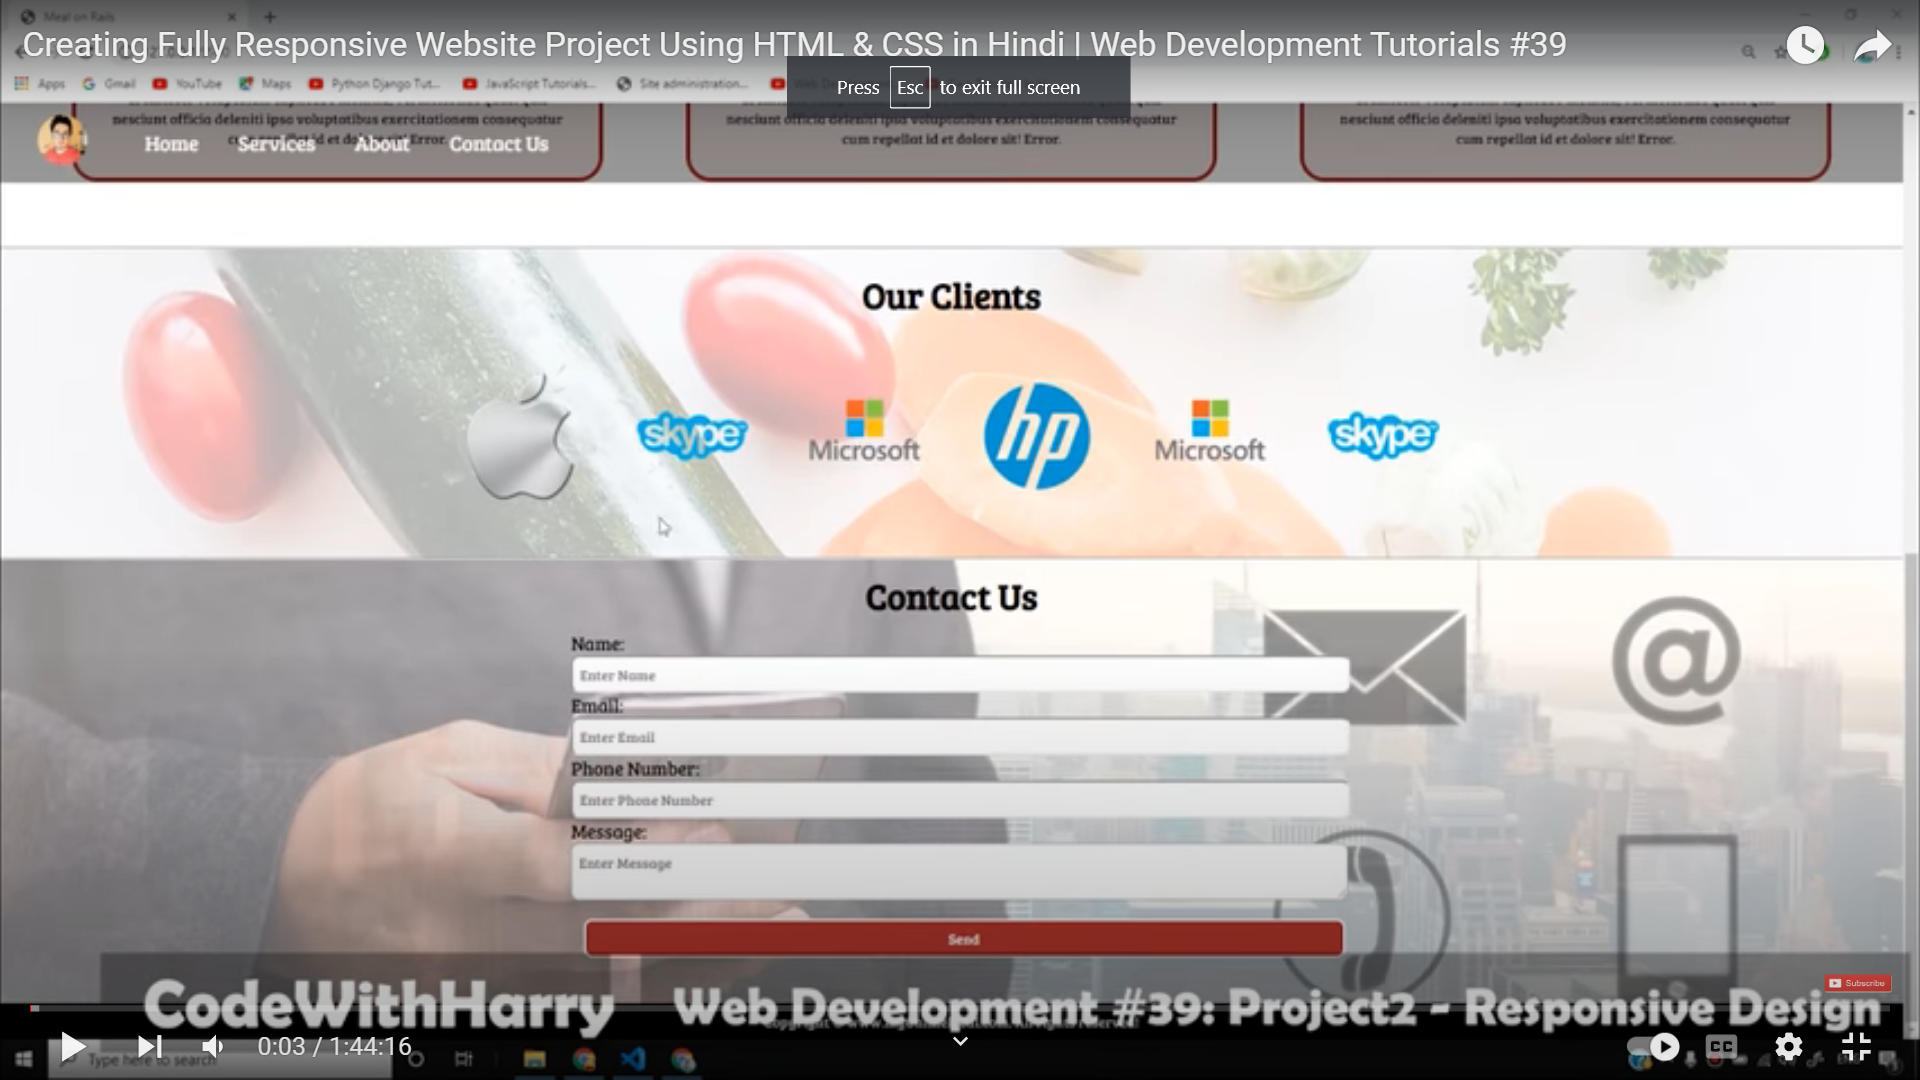 Meal on Rails
Creating Fully Responsive Website Project Using HTML & CSS in Hindi | Web Development Tutorials #39
Apps Gmail YouTube Maps Python Django Tut... JavaScript Tutorials... Site administration...
Press Esc to exit full screen
nesciunt officia deleniti ipsa voluptatibus exercitationem consequatur
cum repellat id et dolore sit! Error.
nesciunt officia deleniti ipsa voluptatibus exercitationem consequatur
cum repellat id et dolore sit! Error.
nesciunt officia deleniti ipsa voluptatibus exercitationem consequatur
cum repellat id et dolore sit! Error.
Home Services About Contact Us
Our Clients
skype Microsoft hp Microsoft skype
Contact Us
Name:
Enter Name
Email:
Enter Email
Phone Number:
Enter Phone Number
Message:
Enter Message
Send
Subscribe
CodeWithHarry Web Development #39: Project2 - Responsive Design
0:03 / 1:44:16
CC
Type here to search